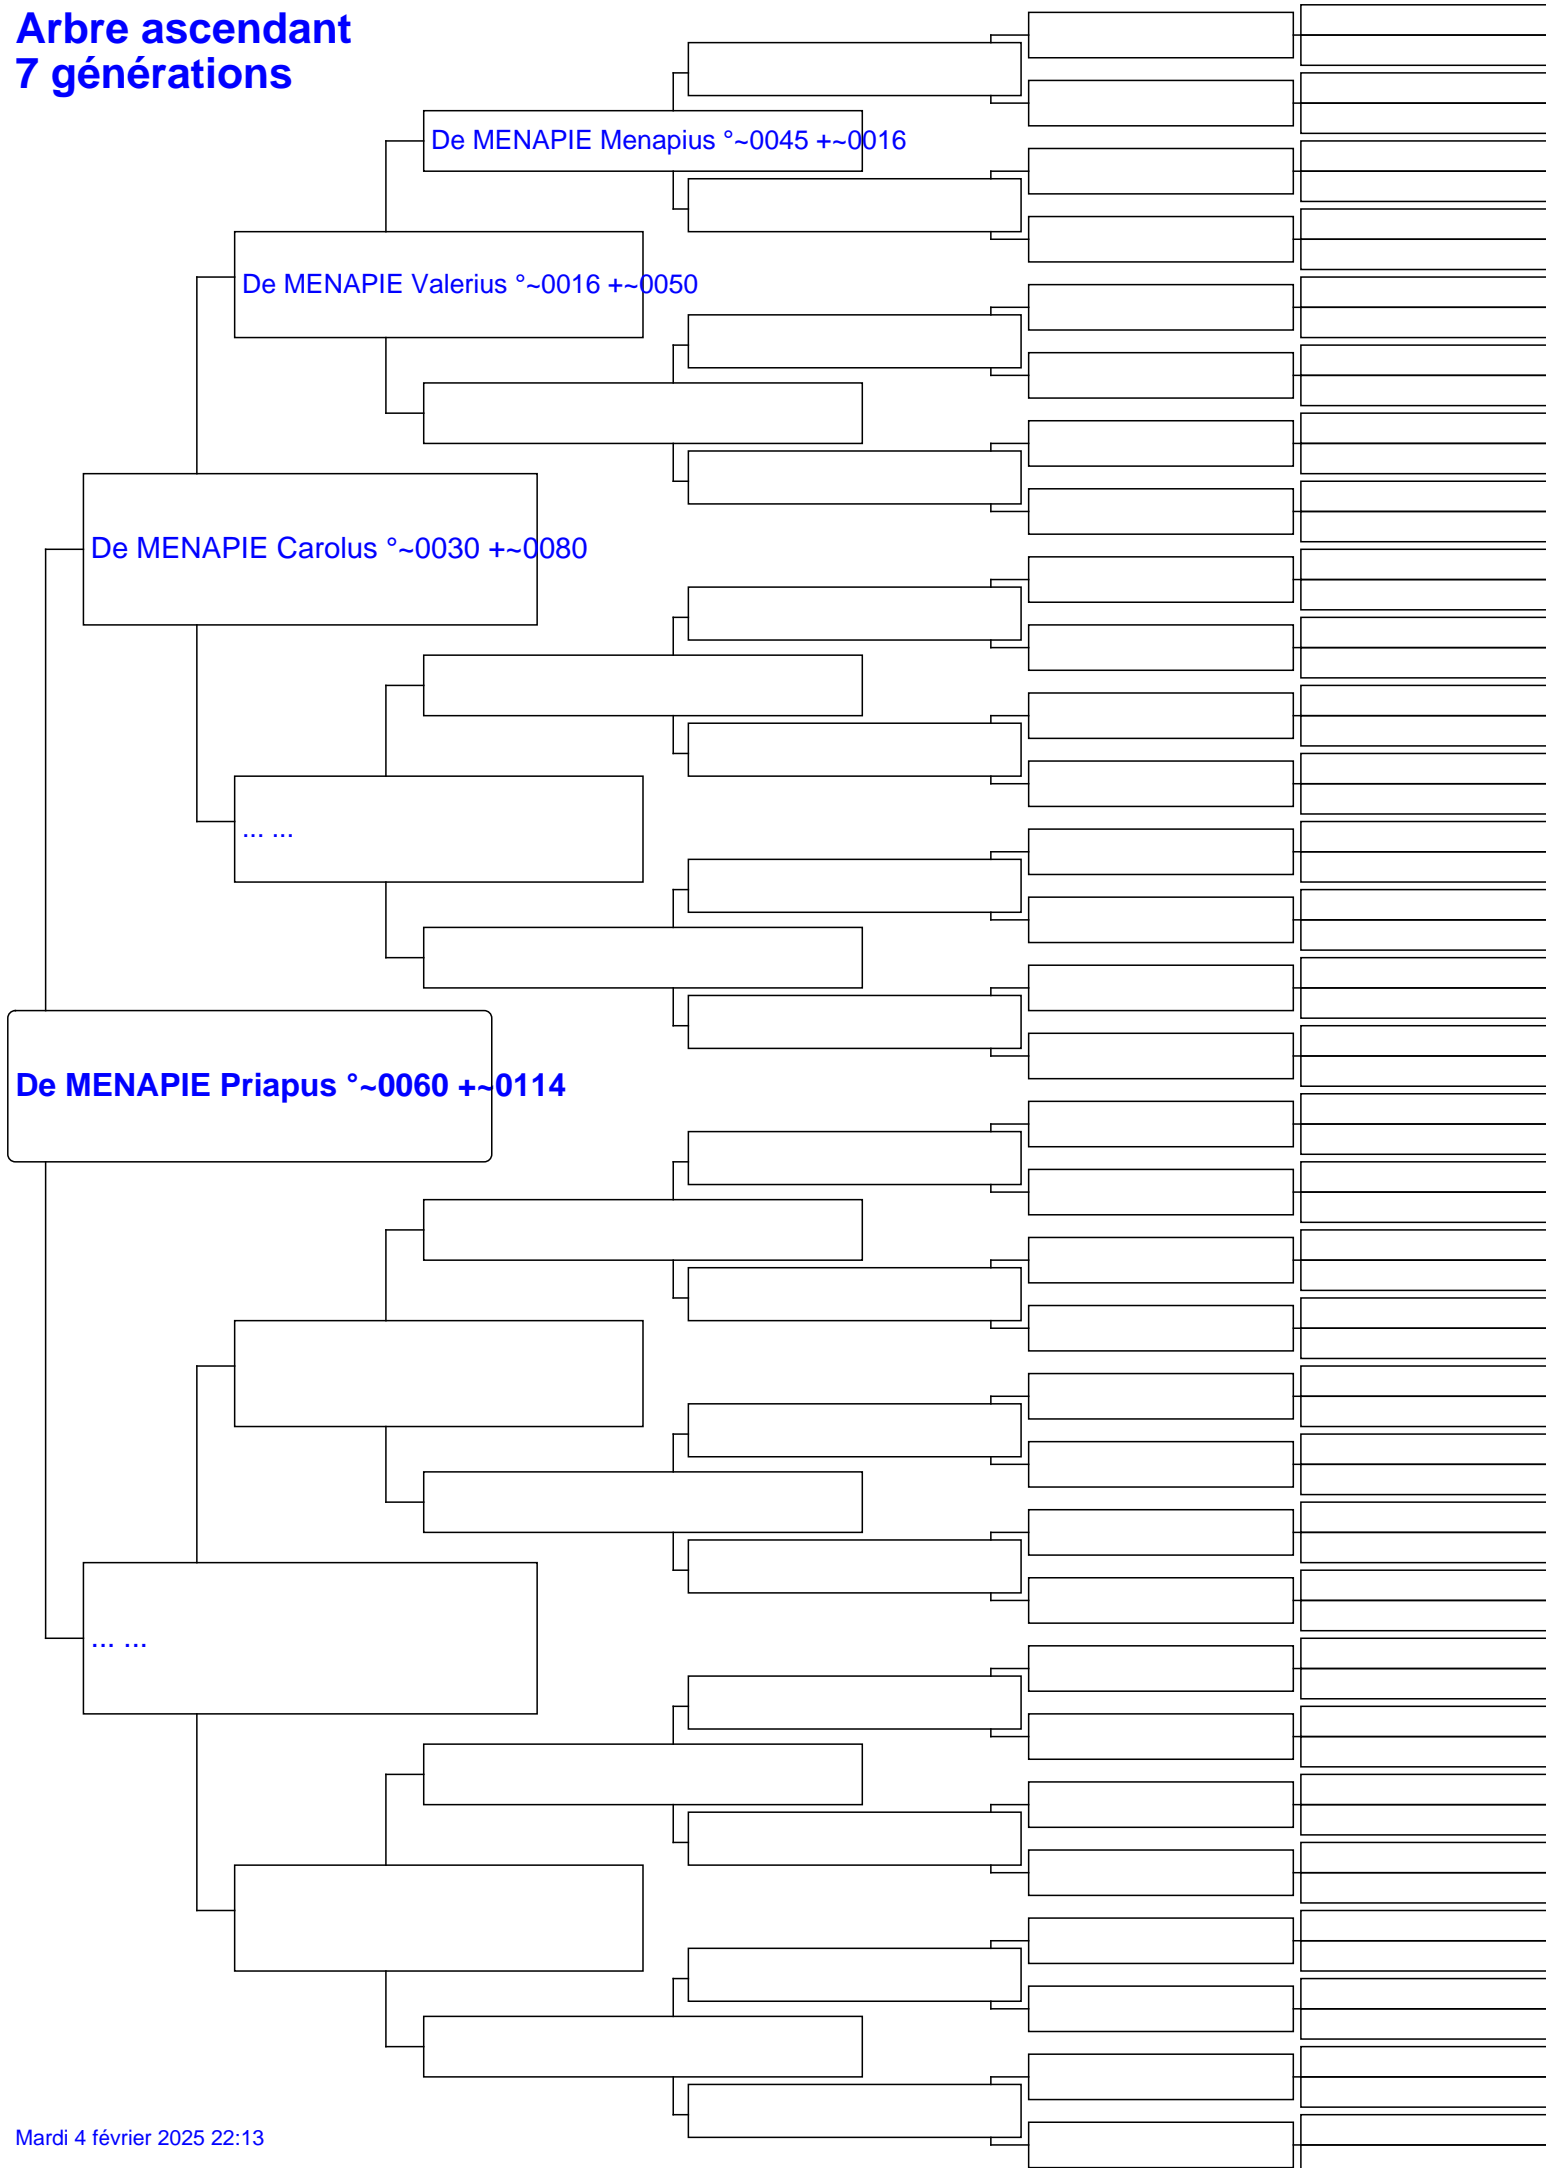 Arbre ascendant
7 générations
De MENAPIE Menapius °~0045 +~0016
De MENAPIE Valerius °~0016 +~0050
De MENAPIE Carolus °~0030 +~0080
... ...
De MENAPIE Priapus °~0060 +~0114
... ...
Mardi 4 février 2025 22:13